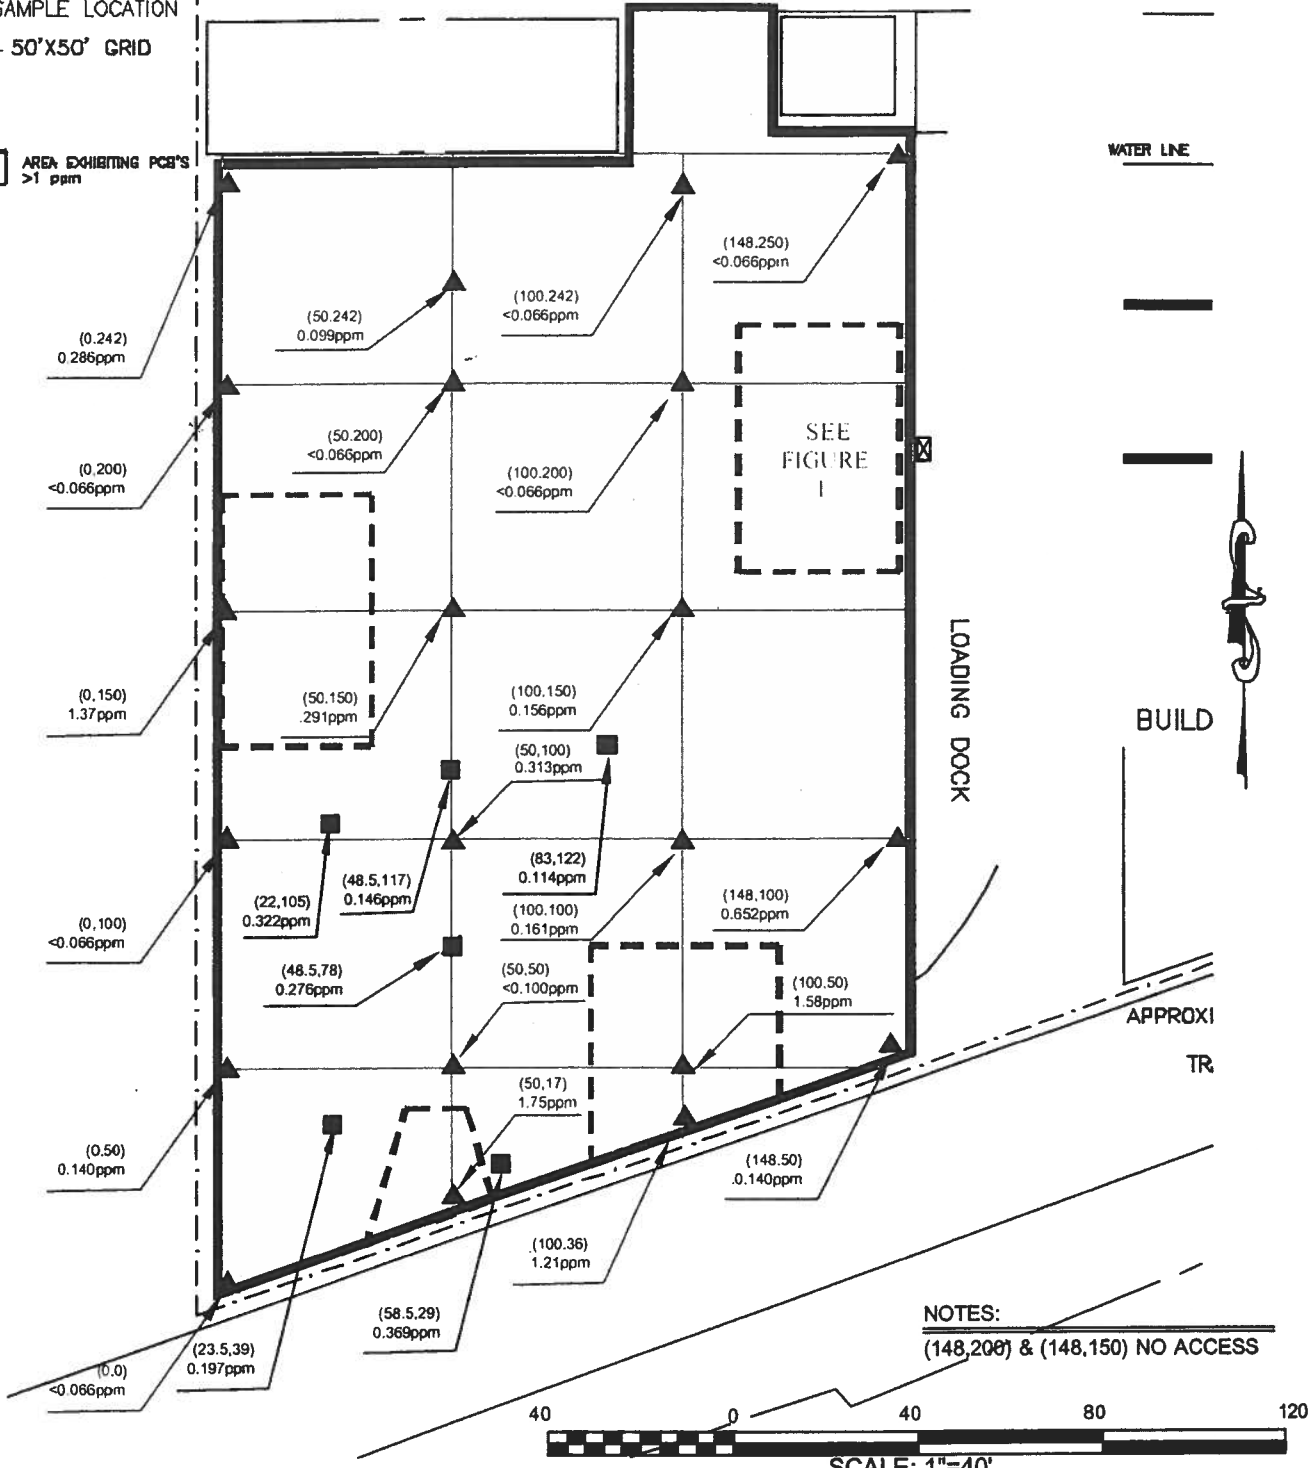 SAMPLE LOCATION
50'X50' GRID
AREA EXHIBITING PCB'S
>1 ppm
WATER LINE
(148.250)
<0.066ppm
(100.242)
<0.066ppm
(50.242)
0.099ppm
(0.242)
0.286ppm
(50.200)
<0.066ppm
SEE
FIGURE
1
(0,200)
<0.066ppm
(100.200)
<0.066ppm
LOADING DOCK
(0,150)
1.37ppm
(50.150)
.291ppm
(100.150)
0.156ppm
BUILD
(50,100)
0.313ppm
(83,122)
0.114ppm
(48.5,117)
0.146ppm
(22,105)
0.322ppm
(148,100)
0.652ppm
(100.100)
0.161ppm
(0,100)
<0.066ppm
(48.5,78)
0.276ppm
(50,50)
<0.100ppm
(100.50)
1.58ppm
APPROXI
TR
(50,17)
1.75ppm
(0.50)
0.140ppm
(148.50)
.0.140ppm
(100.36)
1.21ppm
(58.5,29)
0.369ppm
(23.5,39)
0.197ppm
(0,0)
<0.066ppm
NOTES:
(148,200) & (148,150) NO ACCESS
40 0 40 80 120
SCALE: 1"=40'